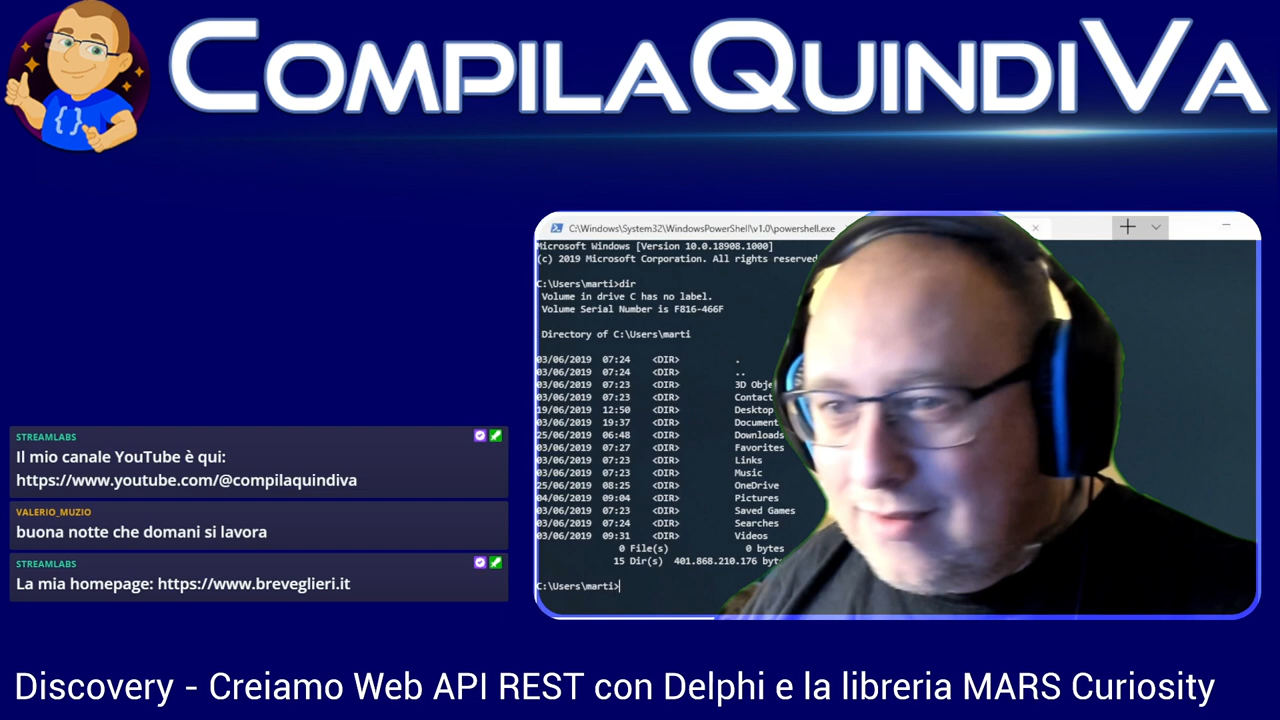 COMPILAQUINDIVA
{ }
C:\Windows\System32\WindowsPowerShell\v1.0\powershell.exe
Microsoft Windows [Version 10.0.18908.1000]
(c) 2019 Microsoft Corporation. All rights reserved
C:\Users\marti>dir
Volume in drive C has no label.
Volume Serial Number is F816-466F
Directory of C:\Users\marti
03/06/2019 07:24 <DIR> .
03/06/2019 07:24 <DIR> ..
03/06/2019 07:23 <DIR> 3D Obje
03/06/2019 07:23 <DIR> Contact
19/06/2019 12:50 <DIR> Desktop
03/06/2019 19:37 <DIR> Document
25/06/2019 06:48 <DIR> Downloads
03/06/2019 07:27 <DIR> Favorites
03/06/2019 07:23 <DIR> Links
03/06/2019 07:23 <DIR> Music
25/06/2019 08:25 <DIR> OneDrive
04/06/2019 09:04 <DIR> Pictures
03/06/2019 07:23 <DIR> Saved Games
03/06/2019 07:24 <DIR> Searches
03/06/2019 09:31 <DIR> Videos
0 File(s) 0 bytes
15 Dir(s) 401.868.210.176 byt
C:\Users\marti>
STREAMLABS
Il mio canale YouTube è qui:
https://www.youtube.com/@compilaquindiva
VALERIO_MUZIO
buona notte che domani si lavora
STREAMLABS
La mia homepage: https://www.breveglieri.it
Discovery - Creiamo Web API REST con Delphi e la libreria MARS Curiosity